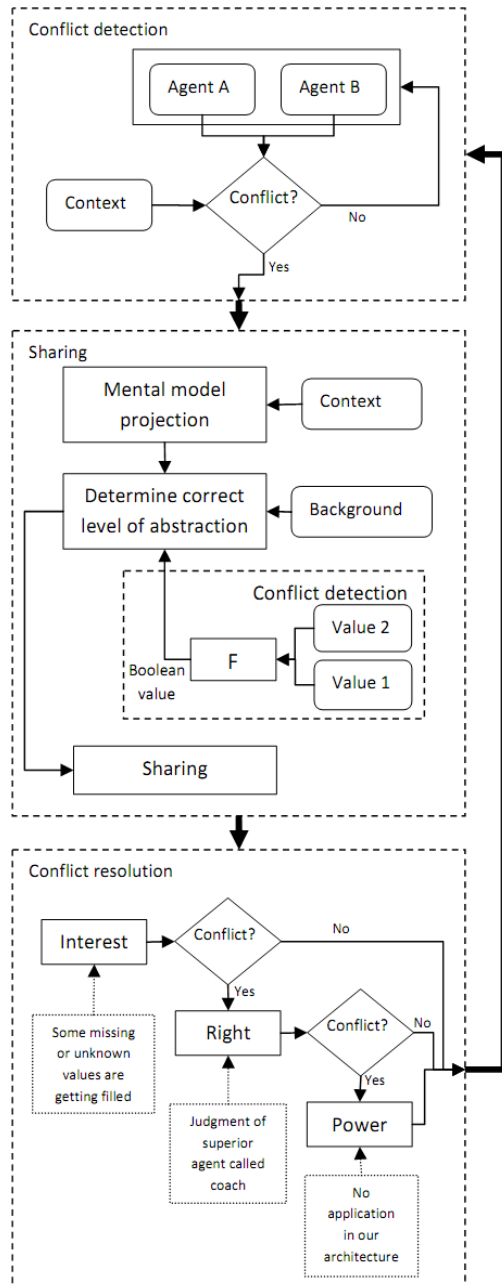 Conflict detection
Agent A
Agent B
Context
Conflict?
No
Yes
Sharing
Mental model
projection
Context
Determine correct
level of abstraction
Background
Conflict detection
Value 2
F
Boolean
value
Value 1
Sharing
Conflict resolution
Interest
Conflict?
No
Yes
Some missing
or unknown
values are
getting filled
Right
Conflict?
No
Yes
Judgment of
superior
agent called
coach
Power
No
application
in our
architecture